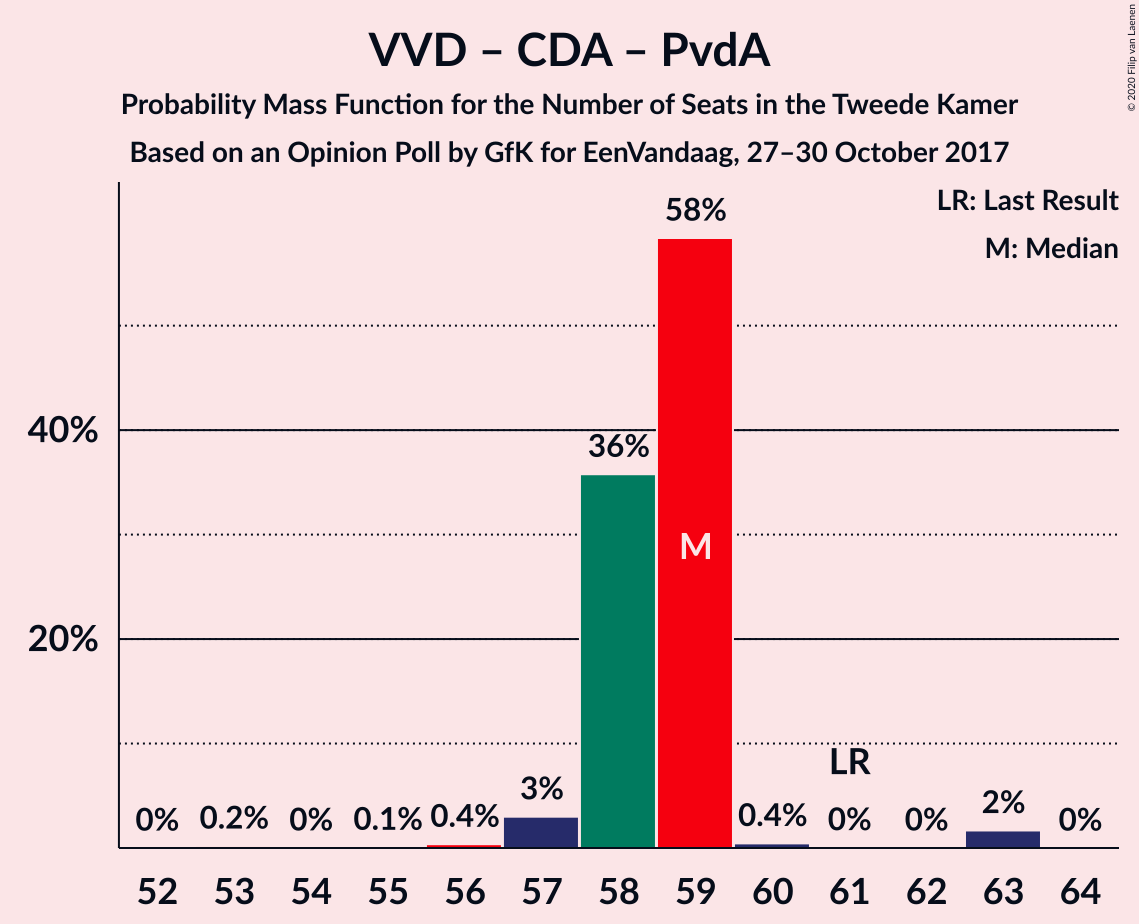 VVD – CDA – PvdA
Probability Mass Function for the Number of Seats in the Tweede Kamer
Based on an Opinion Poll by GfK for EenVandaag, 27–30 October 2017
© 2020 Filip van Laenen
LR: Last Result
M: Median
58%
40%
36%
M
20%
LR
0% 0.2% 0% 0.1% 0.4% 3% 0.4% 0% 0% 2% 0%
52 53 54 55 56 57 58 59 60 61 62 63 64